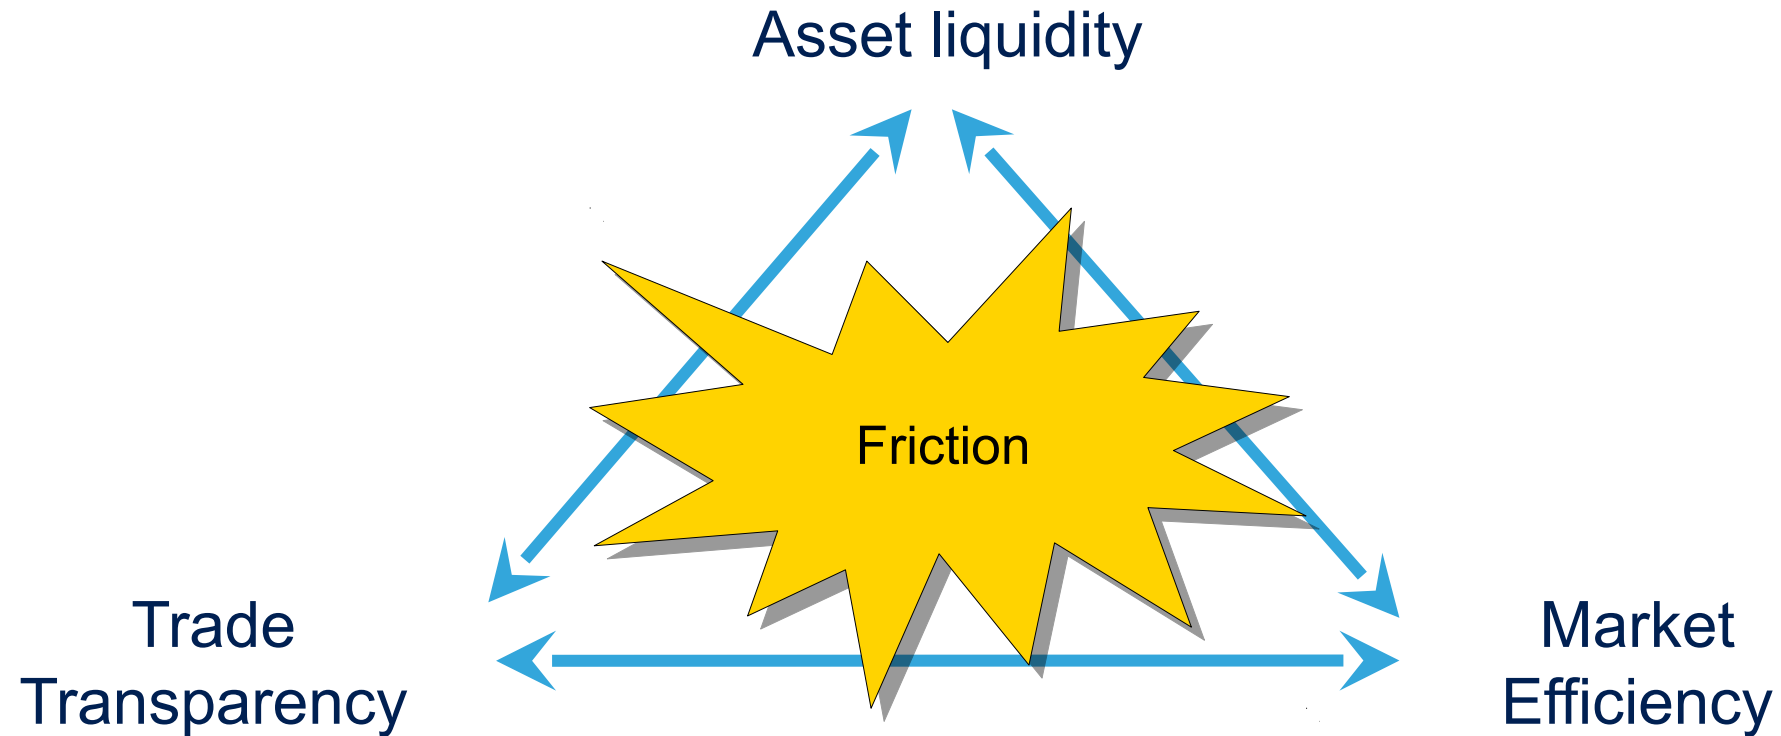 Asset liquidity
Friction
Trade
Transparency
Market
Efficiency